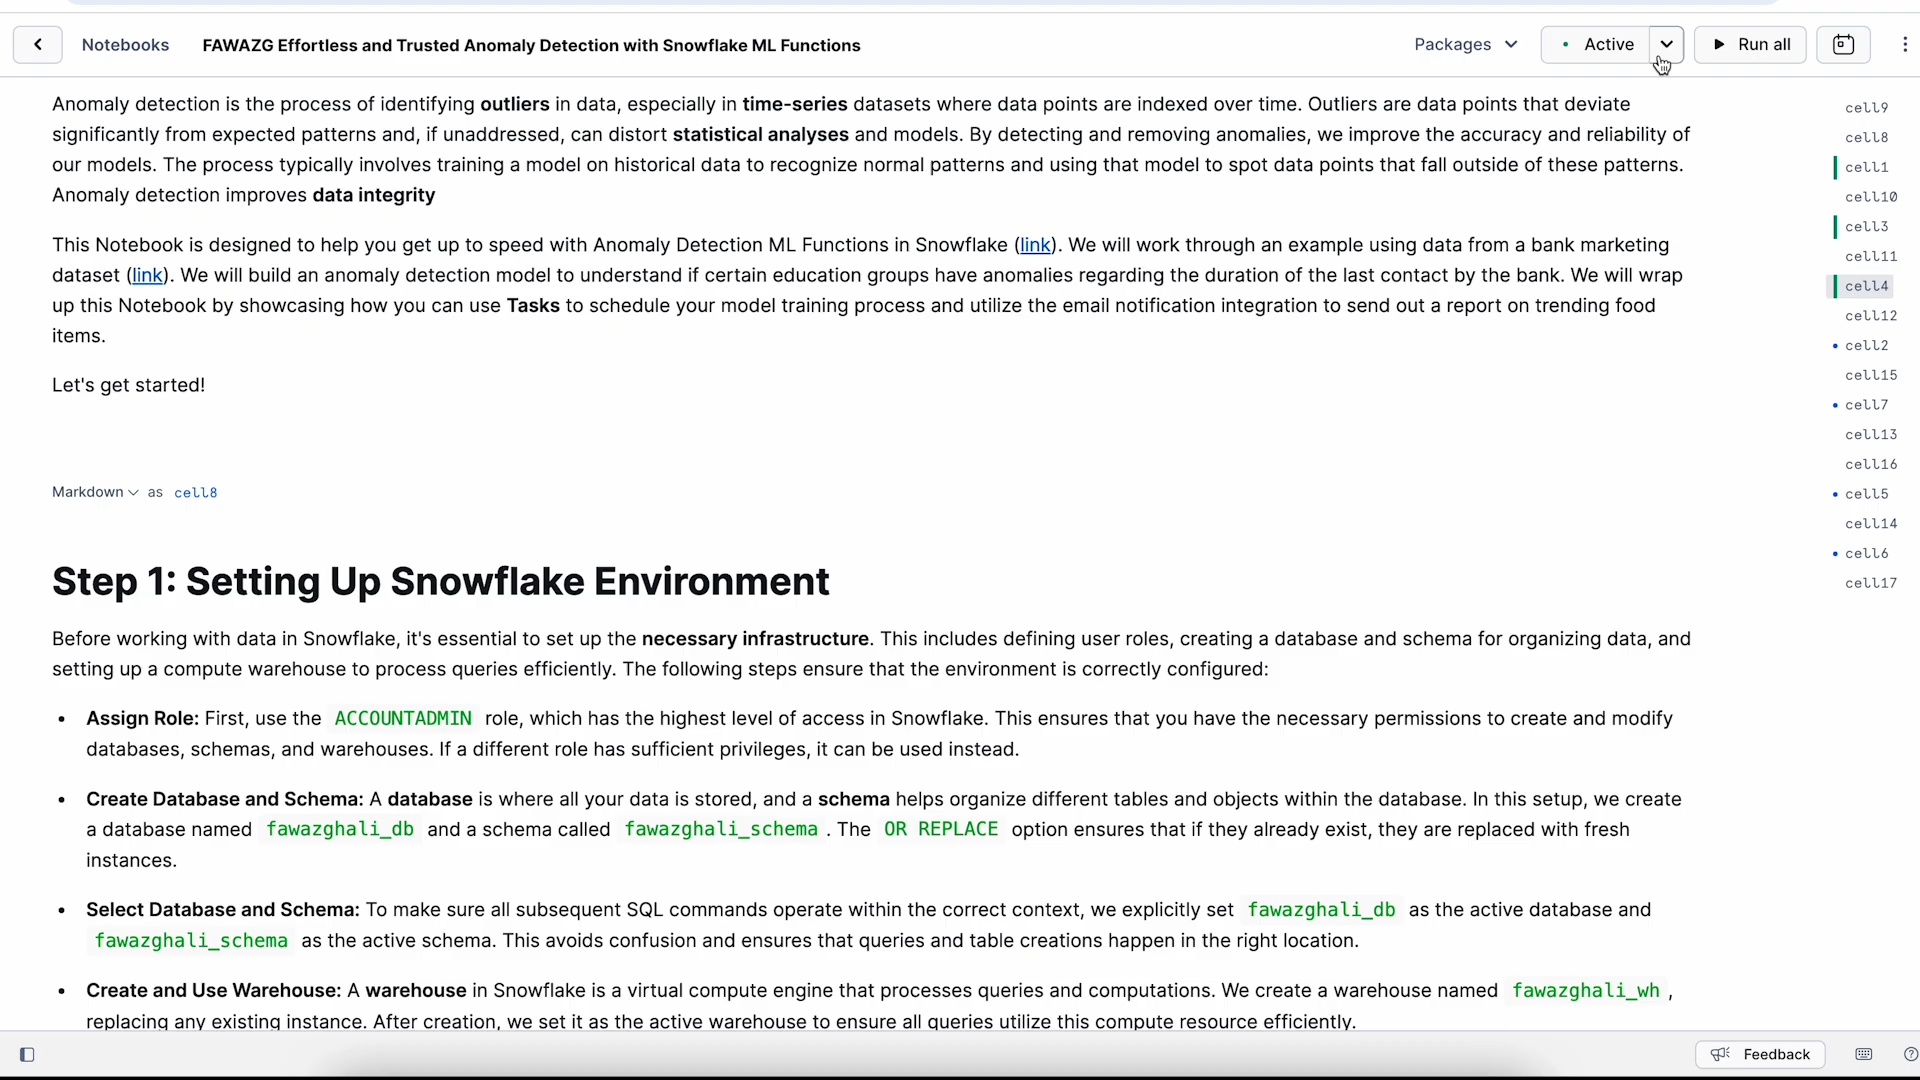 Notebooks FAWAZG Effortless and Trusted Anomaly Detection with Snowflake ML Functions Packages Active Run all
Anomaly detection is the process of identifying outliers in data, especially in time-series datasets where data points are indexed over time. Outliers are data points that deviate
significantly from expected patterns and, if unaddressed, can distort statistical analyses and models. By detecting and removing anomalies, we improve the accuracy and reliability of
our models. The process typically involves training a model on historical data to recognize normal patterns and using that model to spot data points that fall outside of these patterns.
Anomaly detection improves data integrity
This Notebook is designed to help you get up to speed with Anomaly Detection ML Functions in Snowflake (link). We will work through an example using data from a bank marketing
dataset (link). We will build an anomaly detection model to understand if certain education groups have anomalies regarding the duration of the last contact by the bank. We will wrap
up this Notebook by showcasing how you can use Tasks to schedule your model training process and utilize the email notification integration to send out a report on trending food
items.
Let's get started!
Markdown as cell8
Step 1: Setting Up Snowflake Environment
Before working with data in Snowflake, it's essential to set up the necessary infrastructure. This includes defining user roles, creating a database and schema for organizing data, and
setting up a compute warehouse to process queries efficiently. The following steps ensure that the environment is correctly configured:
• Assign Role: First, use the ACCOUNTADMIN role, which has the highest level of access in Snowflake. This ensures that you have the necessary permissions to create and modify
databases, schemas, and warehouses. If a different role has sufficient privileges, it can be used instead.
• Create Database and Schema: A database is where all your data is stored, and a schema helps organize different tables and objects within the database. In this setup, we create
a database named fawazghali_db and a schema called fawazghali_schema . The OR REPLACE option ensures that if they already exist, they are replaced with fresh
instances.
• Select Database and Schema: To make sure all subsequent SQL commands operate within the correct context, we explicitly set fawazghali_db as the active database and
fawazghali_schema as the active schema. This avoids confusion and ensures that queries and table creations happen in the right location.
• Create and Use Warehouse: A warehouse in Snowflake is a virtual compute engine that processes queries and computations. We create a warehouse named fawazghali_wh ,
replacing any existing instance. After creation, we set it as the active warehouse to ensure all queries utilize this compute resource efficiently.
cell9
cell8
cell1
cell10
cell3
cell11
cell4
cell12
cell2
cell15
cell7
cell13
cell16
cell5
cell14
cell6
cell17
Feedback